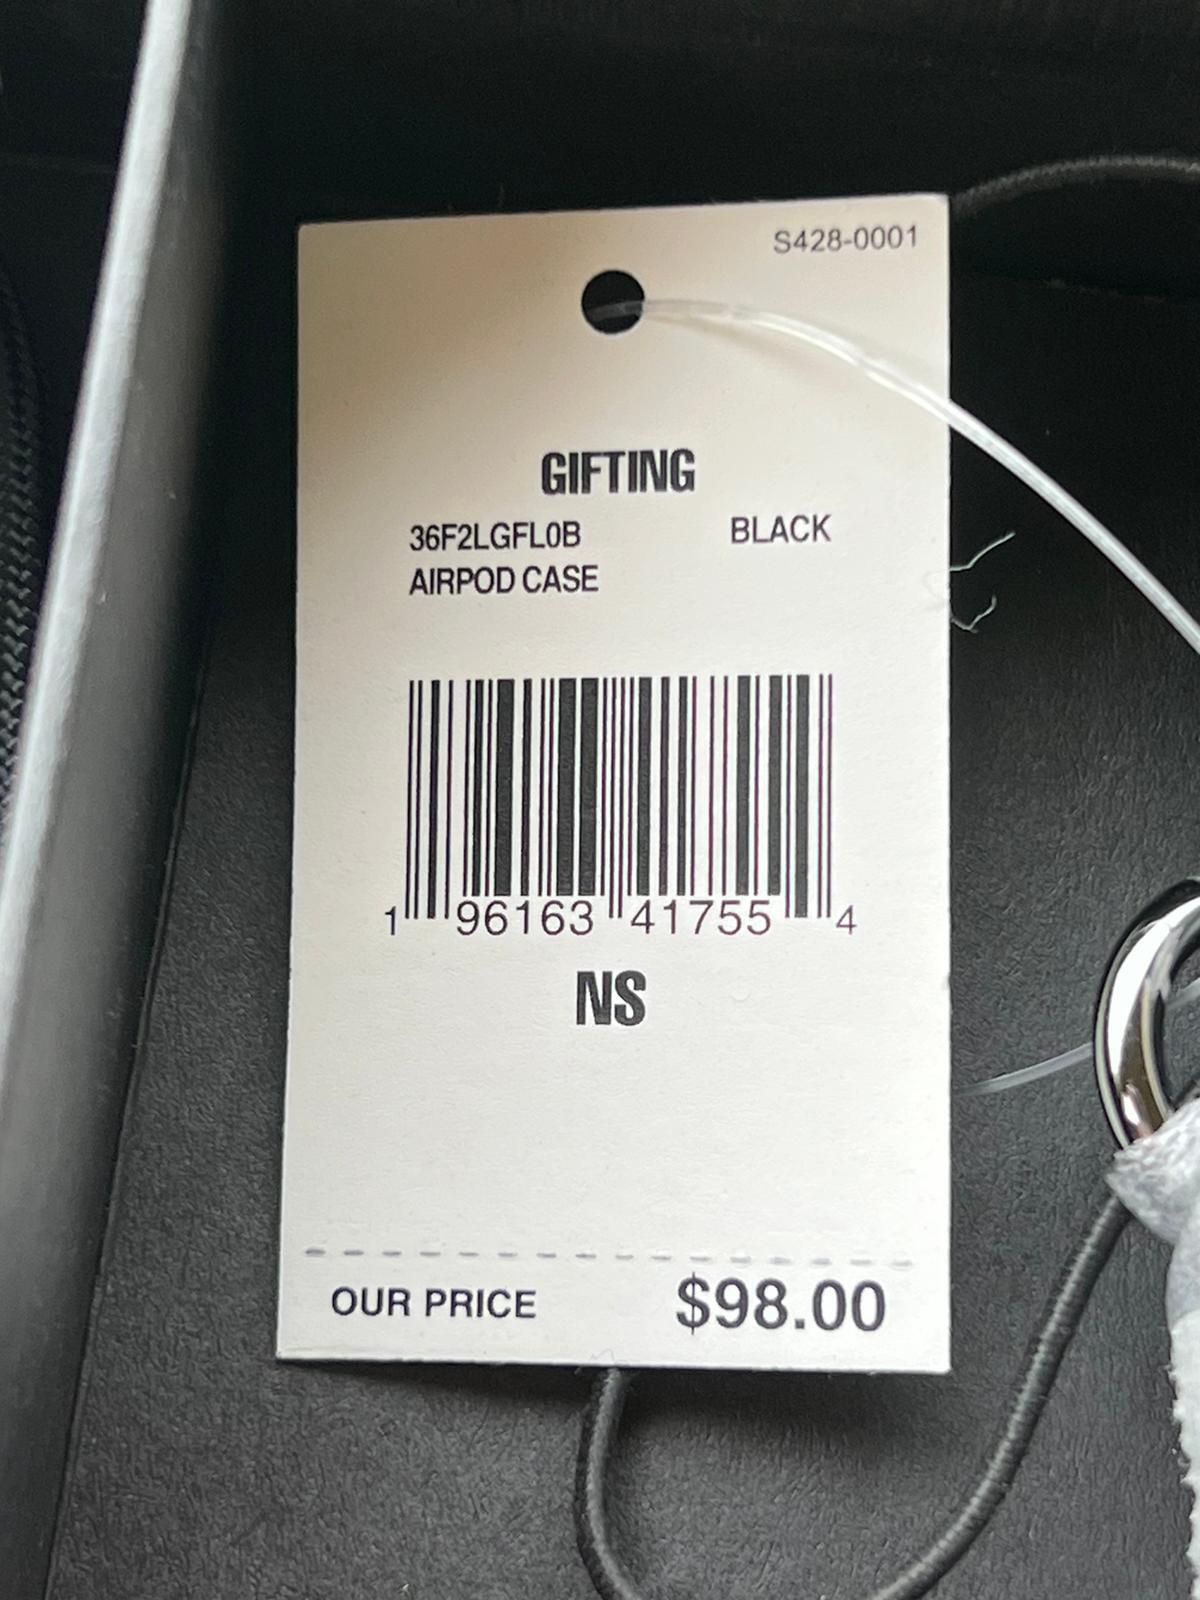 S428-0001
GIFTING
36F2LGFL0B BLACK
AIRPOD CASE
1 96163 41755 4
NS
OUR PRICE $98.00